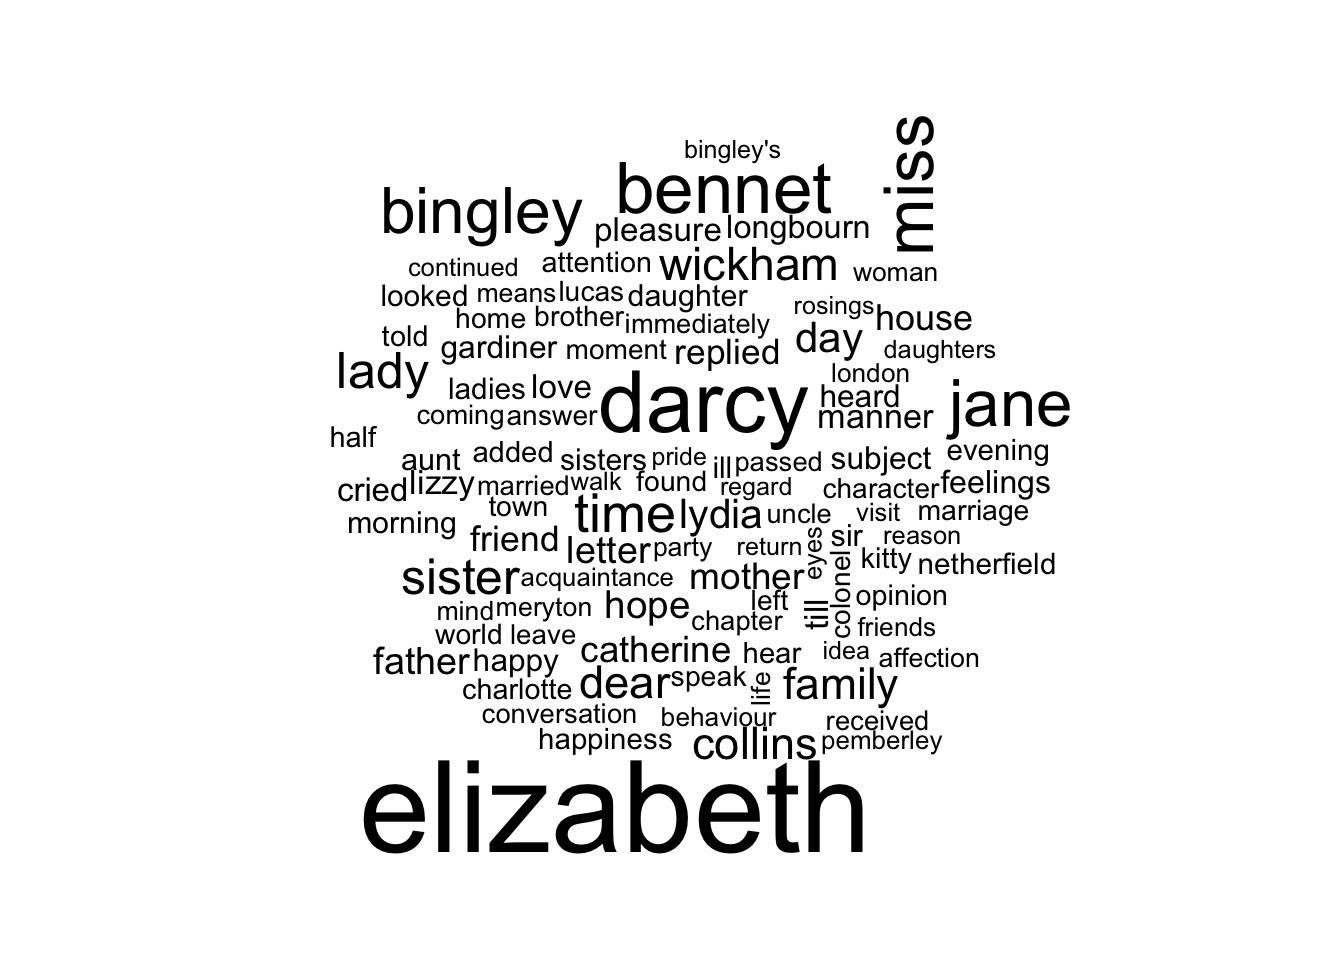 bingley's
miss
bennet
bingley
pleasure longbourn
continued attention wickham woman
looked means lucas daughter rosings
home brother immediately house
told gardiner moment replied day daughters
lady ladies love darcy london jane
coming answer heard
manner
half
aunt added sisters pride ill passed subject evening
cried lizzy married walk found regard character feelings
morning town time lydia uncle visit marriage
friend letter party return eyes sir reason
sister acquaintance mother colonel kitty netherfield
mind meryton hope left till opinion
chapter friends
world leave
father happy catherine hear idea affection
charlotte dear speak life family
conversation behaviour received
happiness collins pemberley
elizabeth